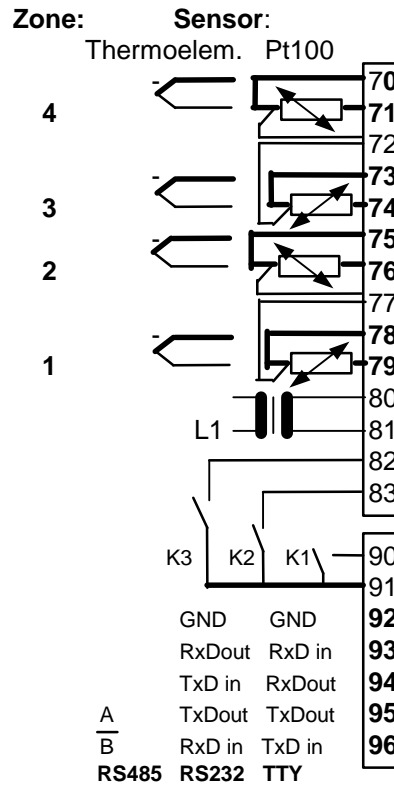 Zone: Sensor:
Thermoelem. Pt100
- 70
4 71
72
- 73
3 74
- 75
2 76
77
- 78
1 79
80
L1 81
82
83
K3 K2 K1 90
91
GND GND 92
RxDout RxD in 93
TxD in RxDout 94
A TxDout TxDout 95
B RxD in TxD in 96
RS485 RS232 TTY